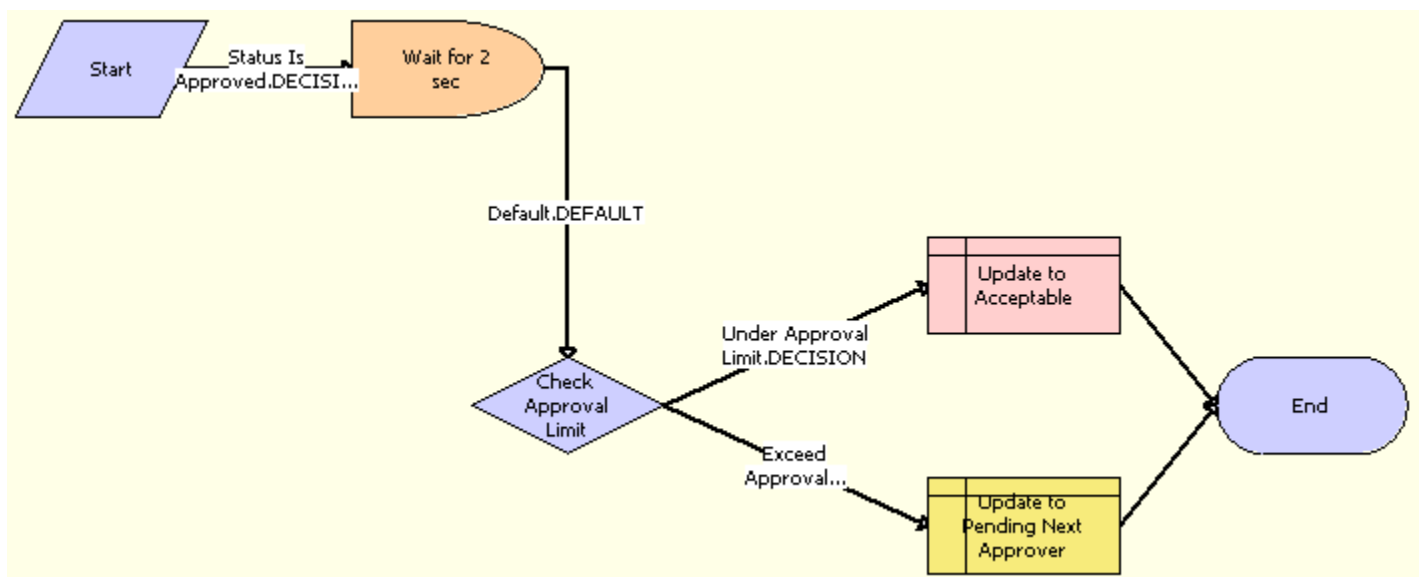 Start
Status Is
Approved.DECISI...
Wait for 2
sec
Default.DEFAULT
Check
Approval
Limit
Under Approval
Limit.DECISION
Exceed
Approval...
Update to
Acceptable
Update to
Pending Next
Approver
End